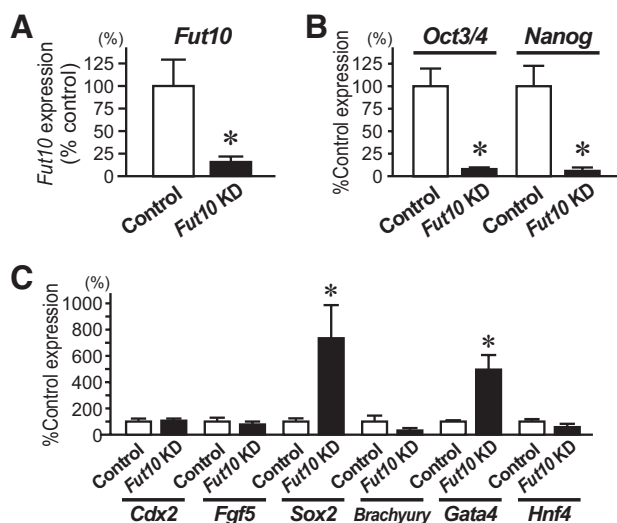 A
Fut10
(%)
Fut10 expression
(% control)
125
100
75
50
25
0
*
Control
Fut10 KD
B
Oct3/4
Nanog
(%)
%Control expression
125
100
75
50
25
0
*
*
Control
Fut10 KD
Control
Fut10 KD
C
(%)
%Control expression
1000
800
600
400
200
100
0
*
*
Control
Fut10 KD
Control
Fut10 KD
Control
Fut10 KD
Control
Fut10 KD
Control
Fut10 KD
Control
Fut10 KD
Cdx2
Fgf5
Sox2
Brachyury
Gata4
Hnf4